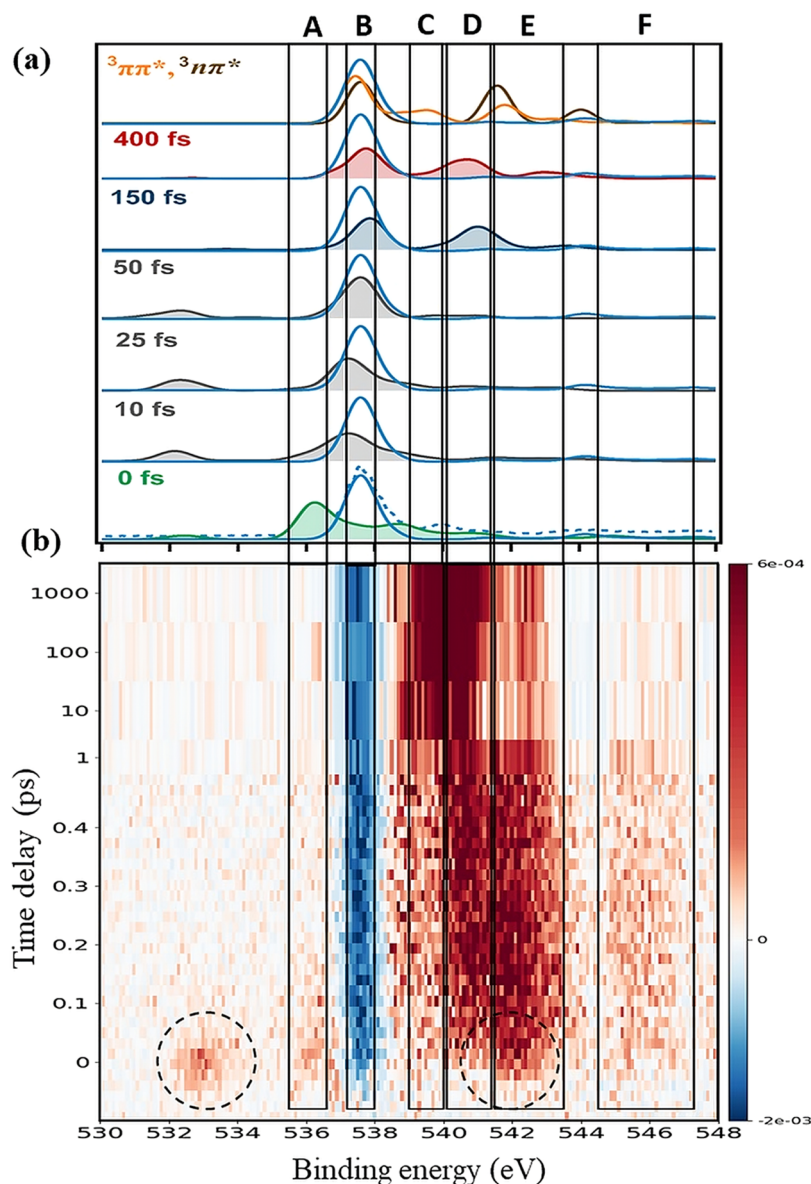 A B C D E F
(a)
³ππ*, ³nπ*
400 fs
150 fs
50 fs
25 fs
10 fs
0 fs
(b)
6e-04
1000
100
10
1
0.4
0
0.3
0.2
0.1
0
-2e-03
530 532 534 536 538 540 542 544 546 548
Time delay (ps)
Binding energy (eV)